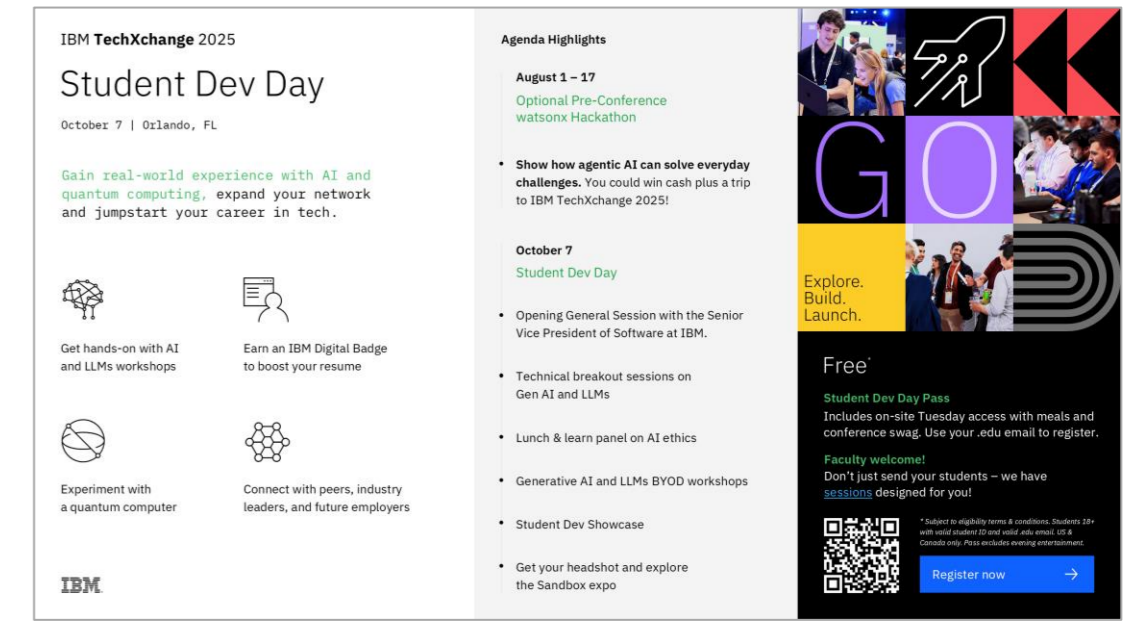 IBM TechXchange 2025
Student Dev Day
October 7 | Orlando, FL
Gain real-world experience with AI and
quantum computing, expand your network
and jumpstart your career in tech.
Get hands-on with AI
and LLMs workshops
Earn an IBM Digital Badge
to boost your resume
Experiment with
a quantum computer
Connect with peers, industry
leaders, and future employers
IBM
Agenda Highlights
August 1 – 17
Optional Pre-Conference
watsonx Hackathon
• Show how agentic AI can solve everyday
challenges. You could win cash plus a trip
to IBM TechXchange 2025!
October 7
Student Dev Day
• Opening General Session with the Senior
Vice President of Software at IBM.
• Technical breakout sessions on
Gen AI and LLMs
• Lunch & learn panel on AI ethics
• Generative AI and LLMs BYOD workshops
• Student Dev Showcase
• Get your headshot and explore
the Sandbox expo
GO
Explore.
Build.
Launch.
Free*
Student Dev Day Pass
Includes on-site Tuesday access with meals and
conference swag. Use your .edu email to register.
Faculty welcome!
Don't just send your students – we have
sessions designed for you!
* Subject to eligibility terms & conditions. Students 18+
with valid student ID and valid .edu email. US &
Canada only. Pass excludes evening entertainment.
Register now →